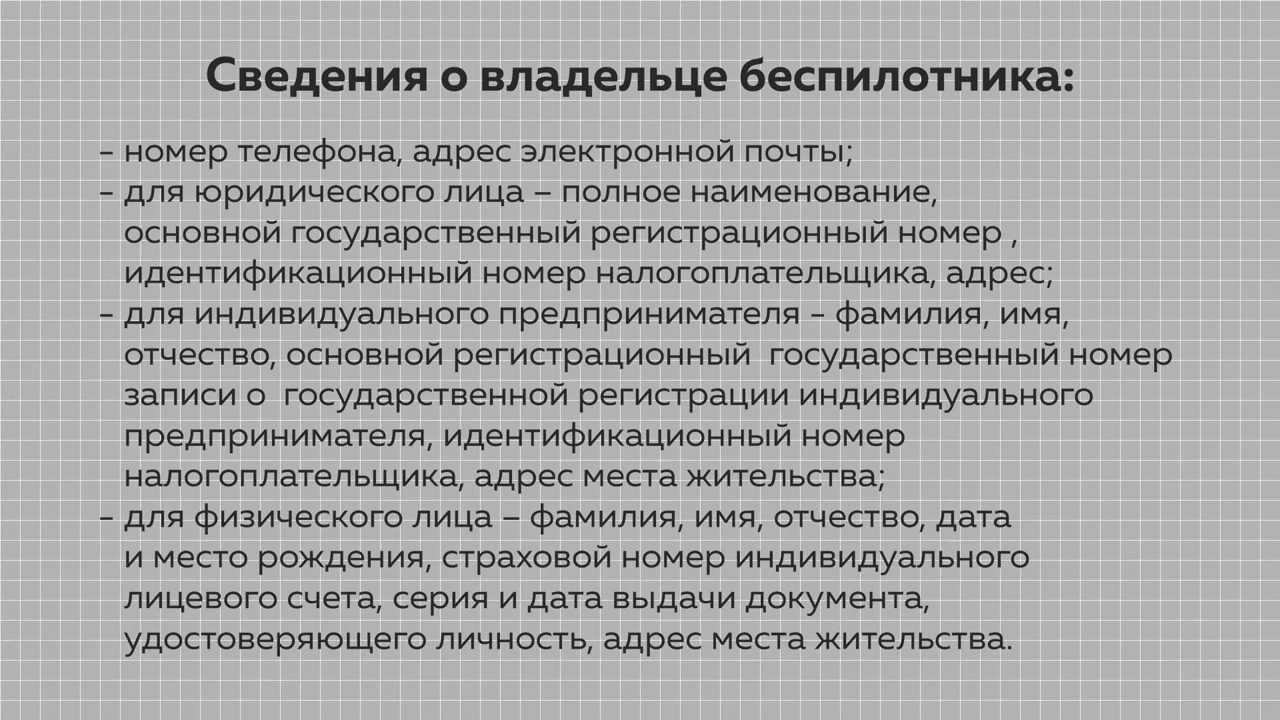 Сведения о владельце беспилотника:
- номер телефона, адрес электронной почты;
- для юридического лица – полное наименование,
основной государственный регистрационный номер ,
идентификационный номер налогоплательщика, адрес;
- для индивидуального предпринимателя - фамилия, имя,
отчество, основной регистрационный  государственный номер
записи о  государственной регистрации индивидуального
предпринимателя, идентификационный номер
налогоплательщика, адрес места жительства;
- для физического лица – фамилия, имя, отчество, дата
и место рождения, страховой номер индивидуального
лицевого счета, серия и дата выдачи документа,
удостоверяющего личность, адрес места жительства.